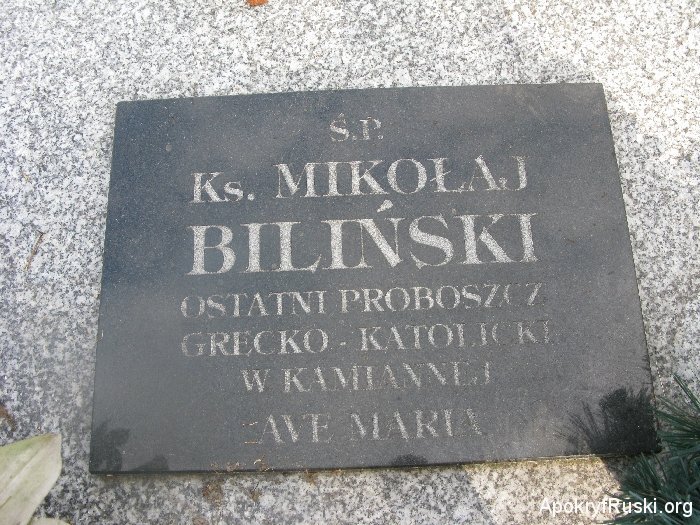 Ś.P.
Ks. MIKOŁAJ
BILIŃSKI
OSTATNI PROBOSZCZ
GRECKO - KATOLICKI
W KAMIANNEJ
AVE MARIA
ApokryfRuski.org